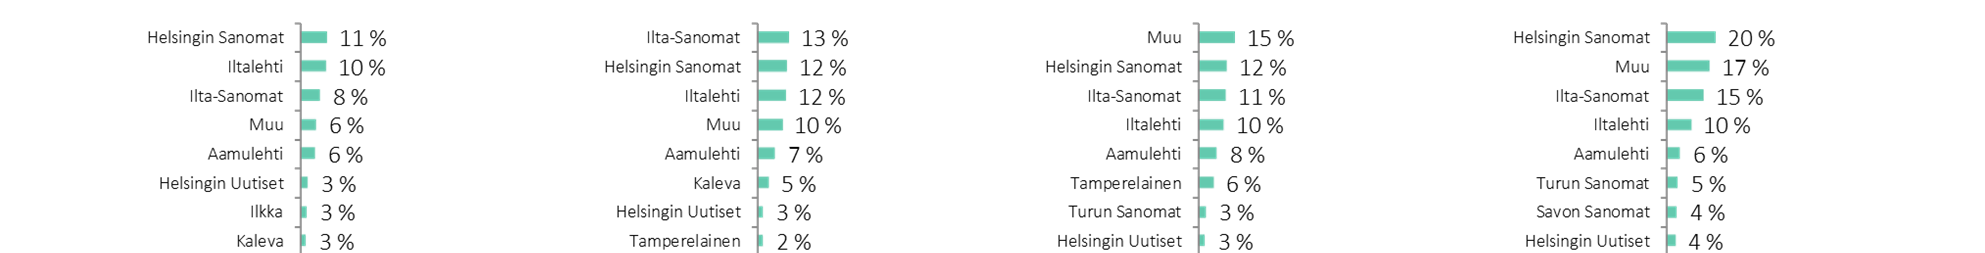 Helsingin Sanomat 11 %
Iltalehti 10 %
Ilta-Sanomat 8 %
Muu 6 %
Aamulehti 6 %
Helsingin Uutiset 3 %
Ilkka 3 %
Kaleva 3 %
Ilta-Sanomat 13 %
Helsingin Sanomat 12 %
Iltalehti 12 %
Muu 10 %
Aamulehti 7 %
Kaleva 5 %
Helsingin Uutiset 3 %
Tamperelainen 2 %
Muu 15 %
Helsingin Sanomat 12 %
Ilta-Sanomat 11 %
Iltalehti 10 %
Aamulehti 8 %
Tamperelainen 6 %
Turun Sanomat 3 %
Helsingin Uutiset 3 %
Helsingin Sanomat 20 %
Muu 17 %
Ilta-Sanomat 15 %
Iltalehti 10 %
Aamulehti 6 %
Turun Sanomat 5 %
Savon Sanomat 4 %
Helsingin Uutiset 4 %